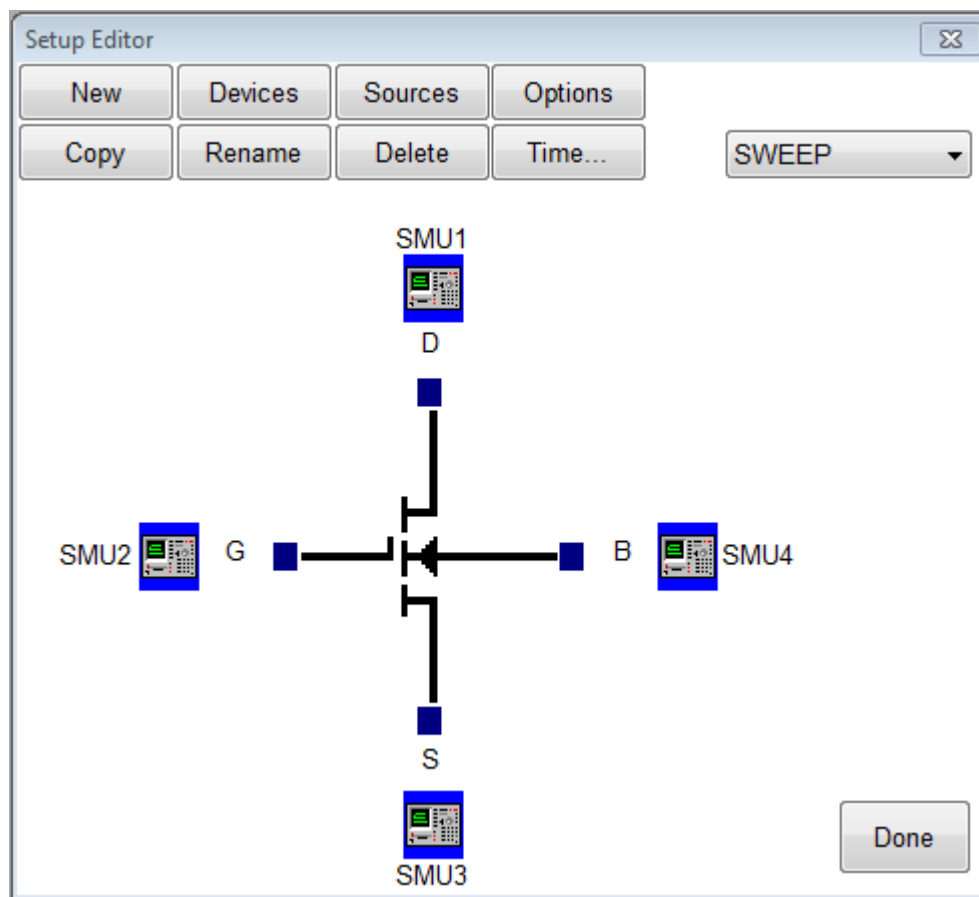 Setup Editor
New Devices Sources Options
Copy Rename Delete Time... SWEEP
SMU1
D
SMU2 G B SMU4
S
SMU3
Done